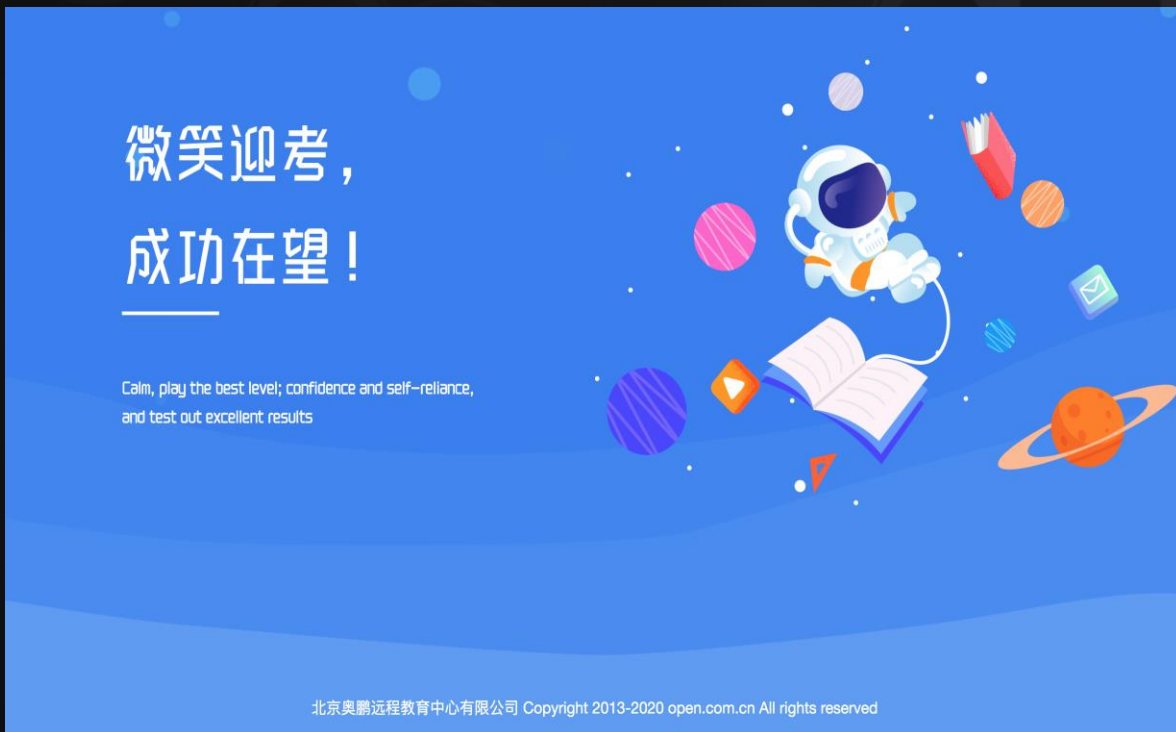 微笑迎考，
成功在望！
Calm, play the best level; confidence and self-reliance,
and test out excellent results
北京奥鹏远程教育中心有限公司 Copyright 2013-2020 open.com.cn All rights reserved